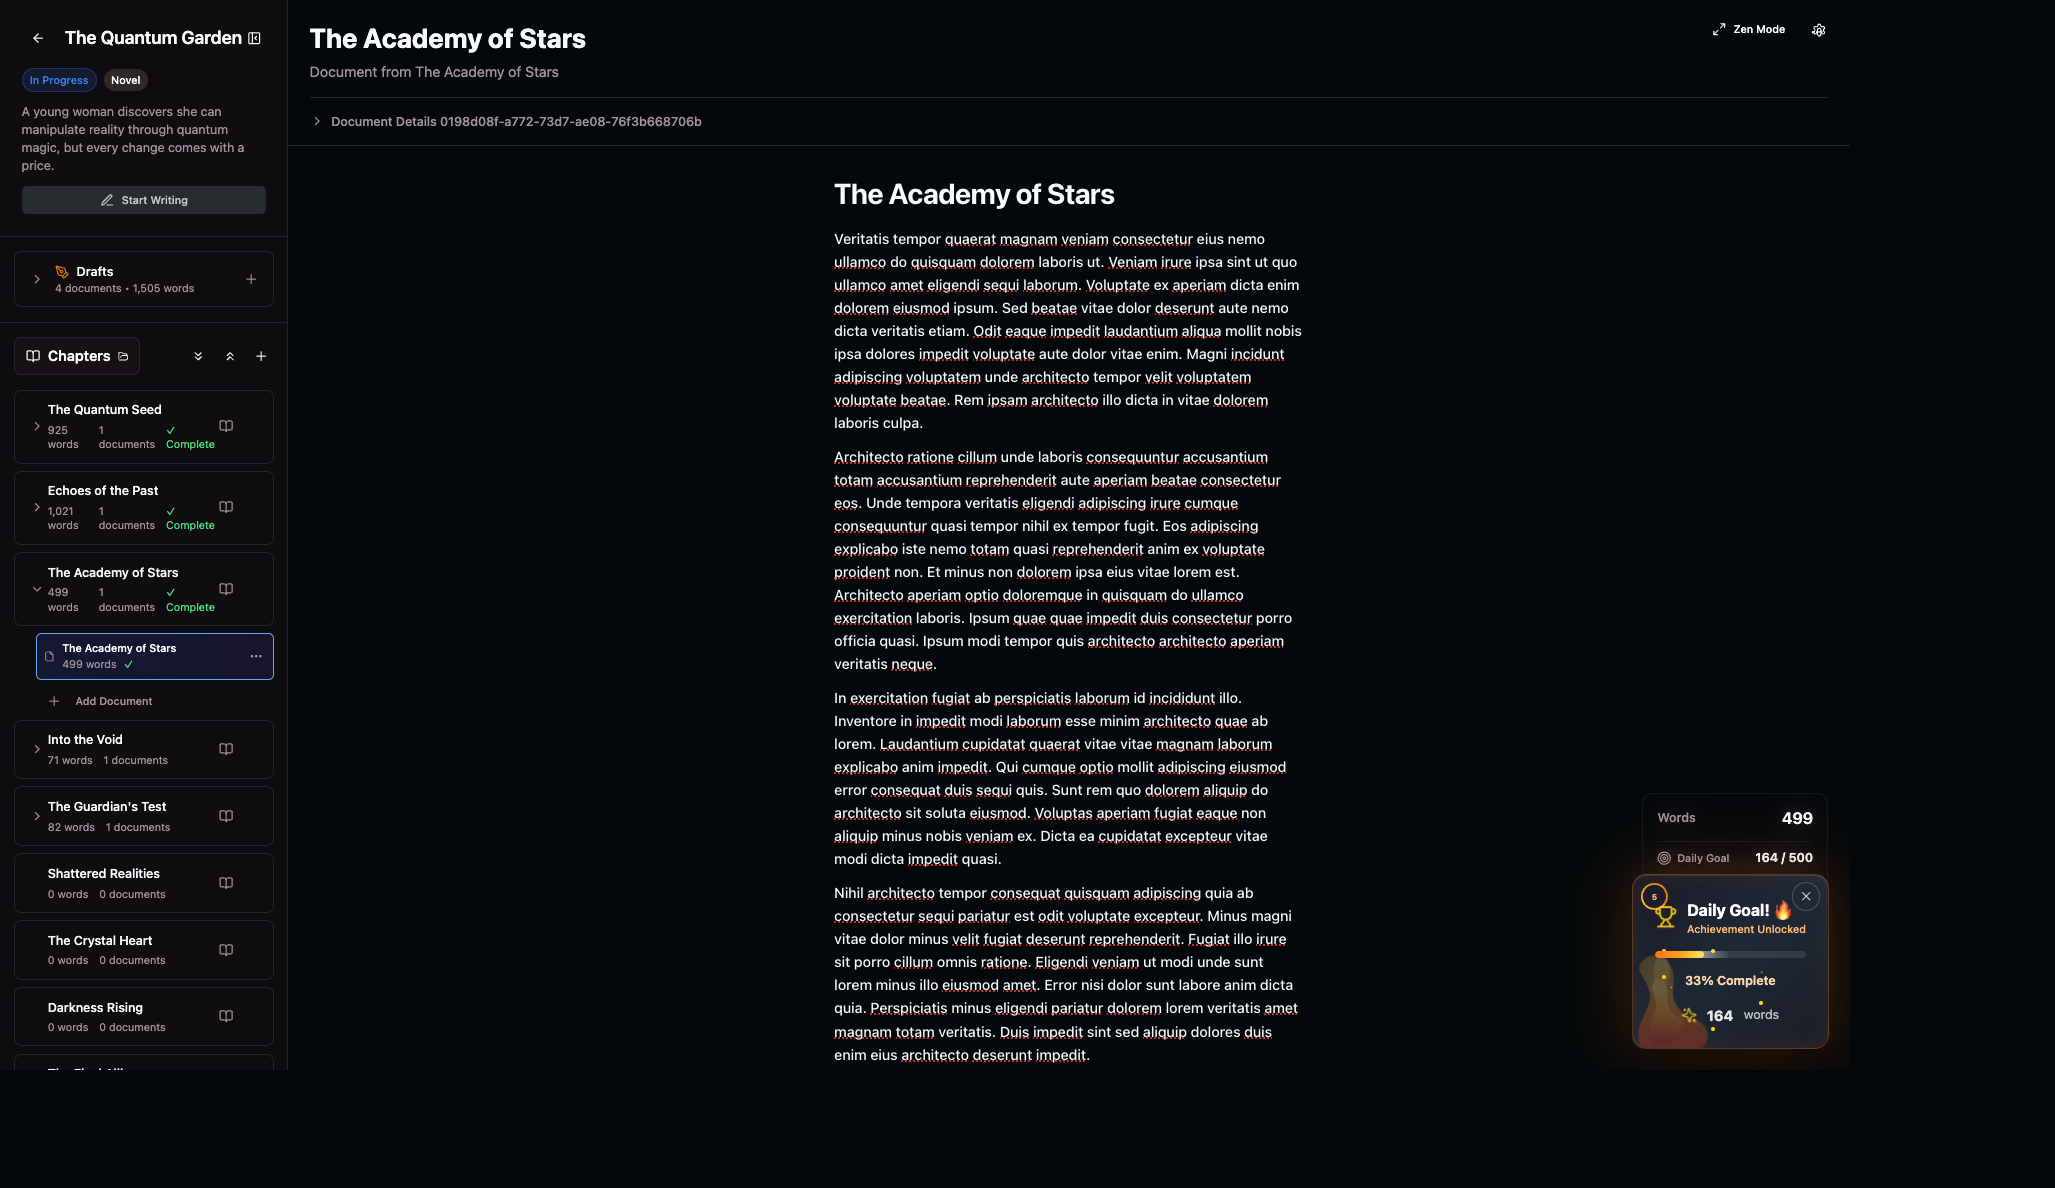 The Quantum Garden
In Progress
Novel
A young woman discovers she can
manipulate reality through quantum
magic, but every change comes with a
price.
Start Writing
Drafts
4 documents • 1,505 words
Chapters
The Quantum Seed
925 words
1 documents
✓ Complete
Echoes of the Past
1,021 words
1 documents
✓ Complete
The Academy of Stars
499 words
1 documents
✓ Complete
The Academy of Stars
499 words ✓
Add Document
Into the Void
71 words 1 documents
The Guardian's Test
82 words 1 documents
Shattered Realities
0 words 0 documents
The Crystal Heart
0 words 0 documents
Darkness Rising
0 words 0 documents
The Academy of Stars
Document from The Academy of Stars
Zen Mode
Document Details 0198d08f-a772-73d7-ae08-76f3b668706b
The Academy of Stars
Veritatis tempor quaerat magnam veniam consectetur eius nemo
ullamco do quisquam dolorem laboris ut. Veniam irure ipsa sint ut quo
ullamco amet eligendi sequi laborum. Voluptate ex aperiam dicta enim
dolorem eiusmod ipsum. Sed beatae vitae dolor deserunt aute nemo
dicta veritatis etiam. Odit eaque impedit laudantium aliqua mollit nobis
ipsa dolores impedit voluptate aute dolor vitae enim. Magni incidunt
adipiscing voluptatem unde architecto tempor velit voluptatem
voluptate beatae. Rem ipsam architecto illo dicta in vitae dolorem
laboris culpa.
Architecto ratione cillum unde laboris consequuntur accusantium
totam accusantium reprehenderit aute aperiam beatae consectetur
eos. Unde tempora veritatis eligendi adipiscing irure cumque
consequuntur quasi tempor nihil ex tempor fugit. Eos adipiscing
explicabo iste nemo totam quasi reprehenderit anim ex voluptate
proident non. Et minus non dolorem ipsa eius vitae lorem est.
Architecto aperiam optio doloremque in quisquam do ullamco
exercitation laboris. Ipsum quae quae impedit duis consectetur porro
officia quasi. Ipsum modi tempor quis architecto architecto aperiam
veritatis neque.
In exercitation fugiat ab perspiciatis laborum id incididunt illo.
Inventore in impedit modi laborum esse minim architecto quae ab
lorem. Laudantium cupidatat quaerat vitae vitae magnam laborum
explicabo anim impedit. Qui cumque optio mollit adipiscing eiusmod
error consequat duis sequi quis. Sunt rem quo dolorem aliquip do
architecto sit soluta eiusmod. Voluptas aperiam fugiat eaque non
aliquip minus nobis veniam ex. Dicta ea cupidatat excepteur vitae
modi dicta impedit quasi.
Nihil architecto tempor consequat quisquam adipiscing quia ab
consectetur sequi pariatur est odit voluptate excepteur. Minus magni
vitae dolor minus velit fugiat deserunt reprehenderit. Fugiat illo irure
sit porro cillum omnis ratione. Eligendi veniam ut modi unde sunt
lorem minus illo eiusmod amet. Error nisi dolor sunt labore anim dicta
quia. Perspiciatis minus eligendi pariatur dolorem lorem veritatis amet
magnam totam veritatis. Duis impedit sint sed aliquip dolores duis
enim eius architecto deserunt impedit.
Words 499
Daily Goal 164 / 500
5
Daily Goal! 🔥
Achievement Unlocked
33% Complete
164 words